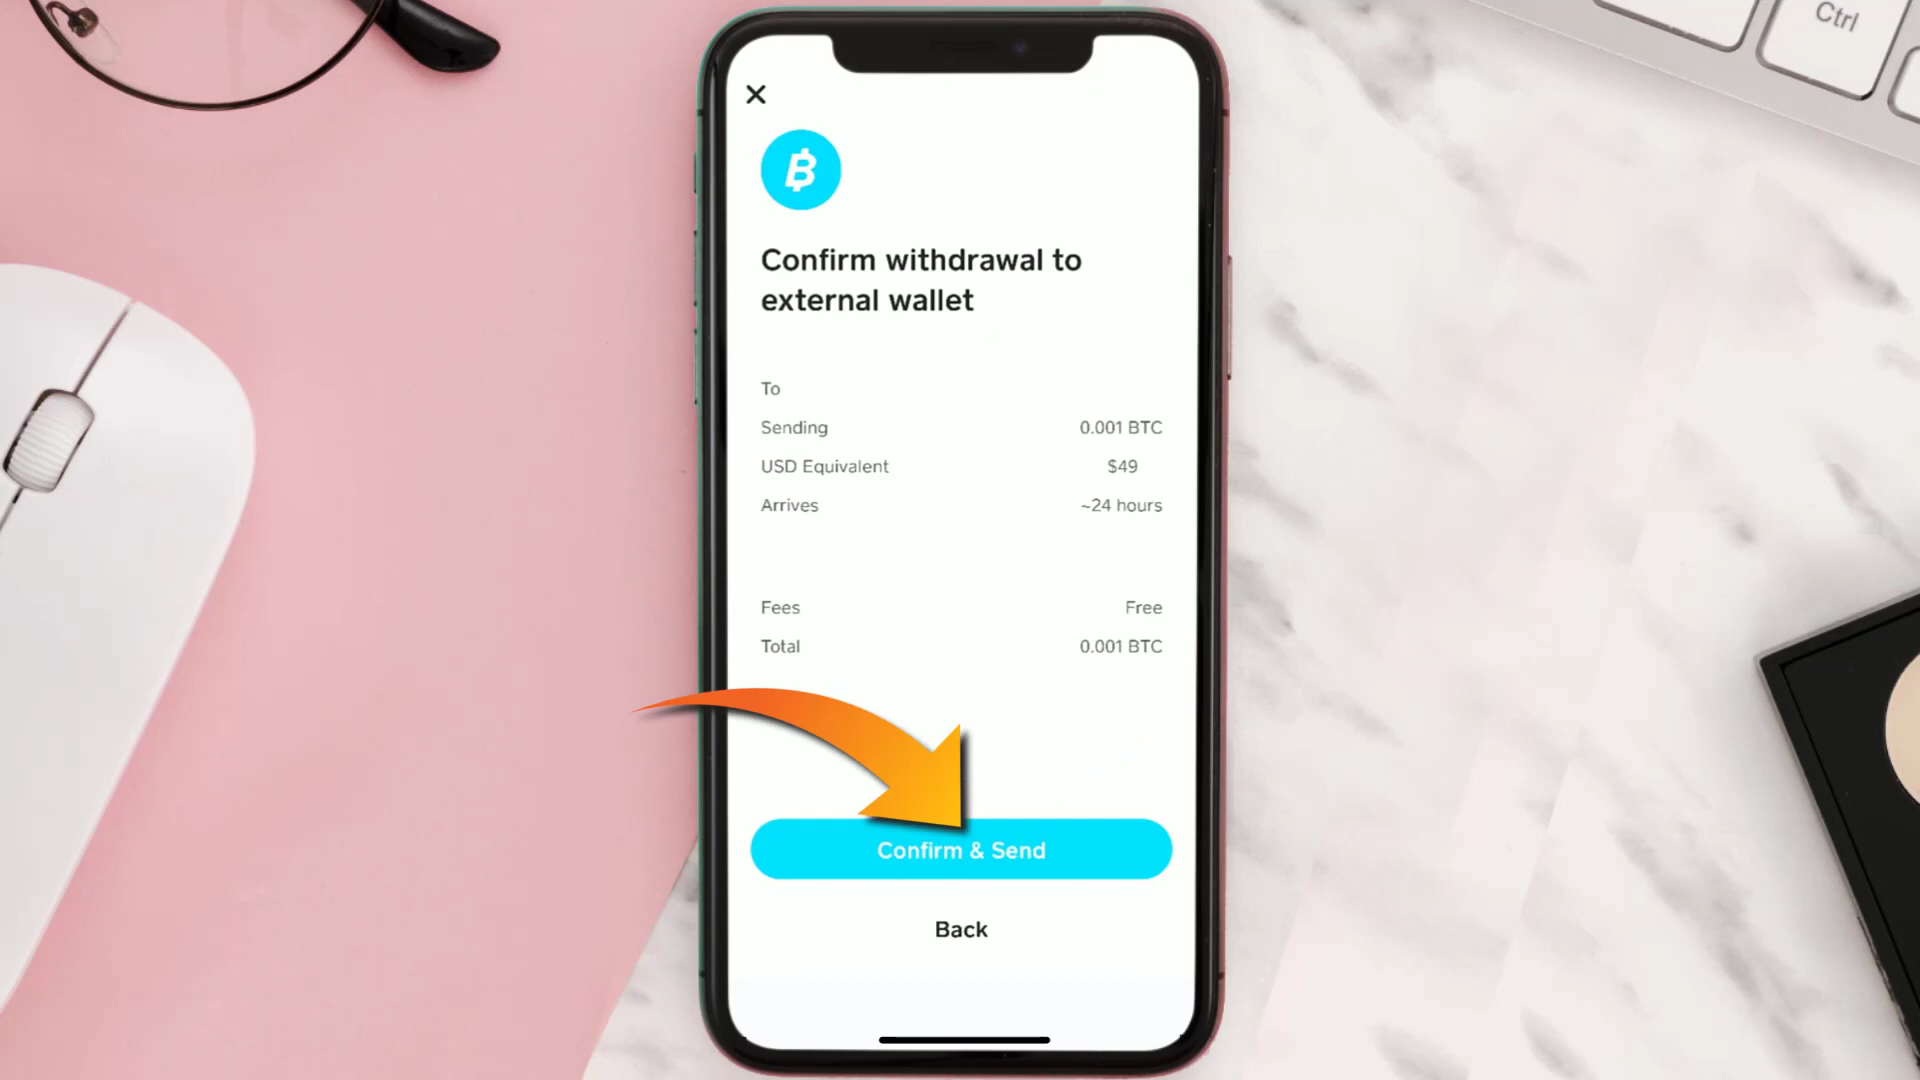 Ctrl
Confirm withdrawal to
external wallet
To
Sending 0.001 BTC
USD Equivalent $49
Arrives ~24 hours
Fees Free
Total 0.001 BTC
Confirm & Send
Back